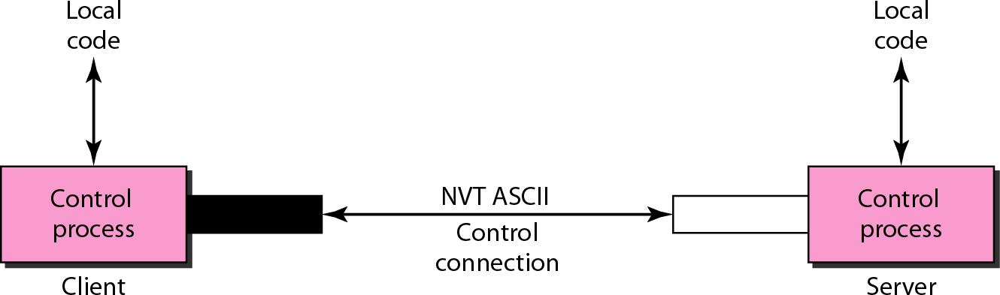 Local
code
Local
code
Control
process
NVT ASCII
Control
connection
Control
process
Client
Server